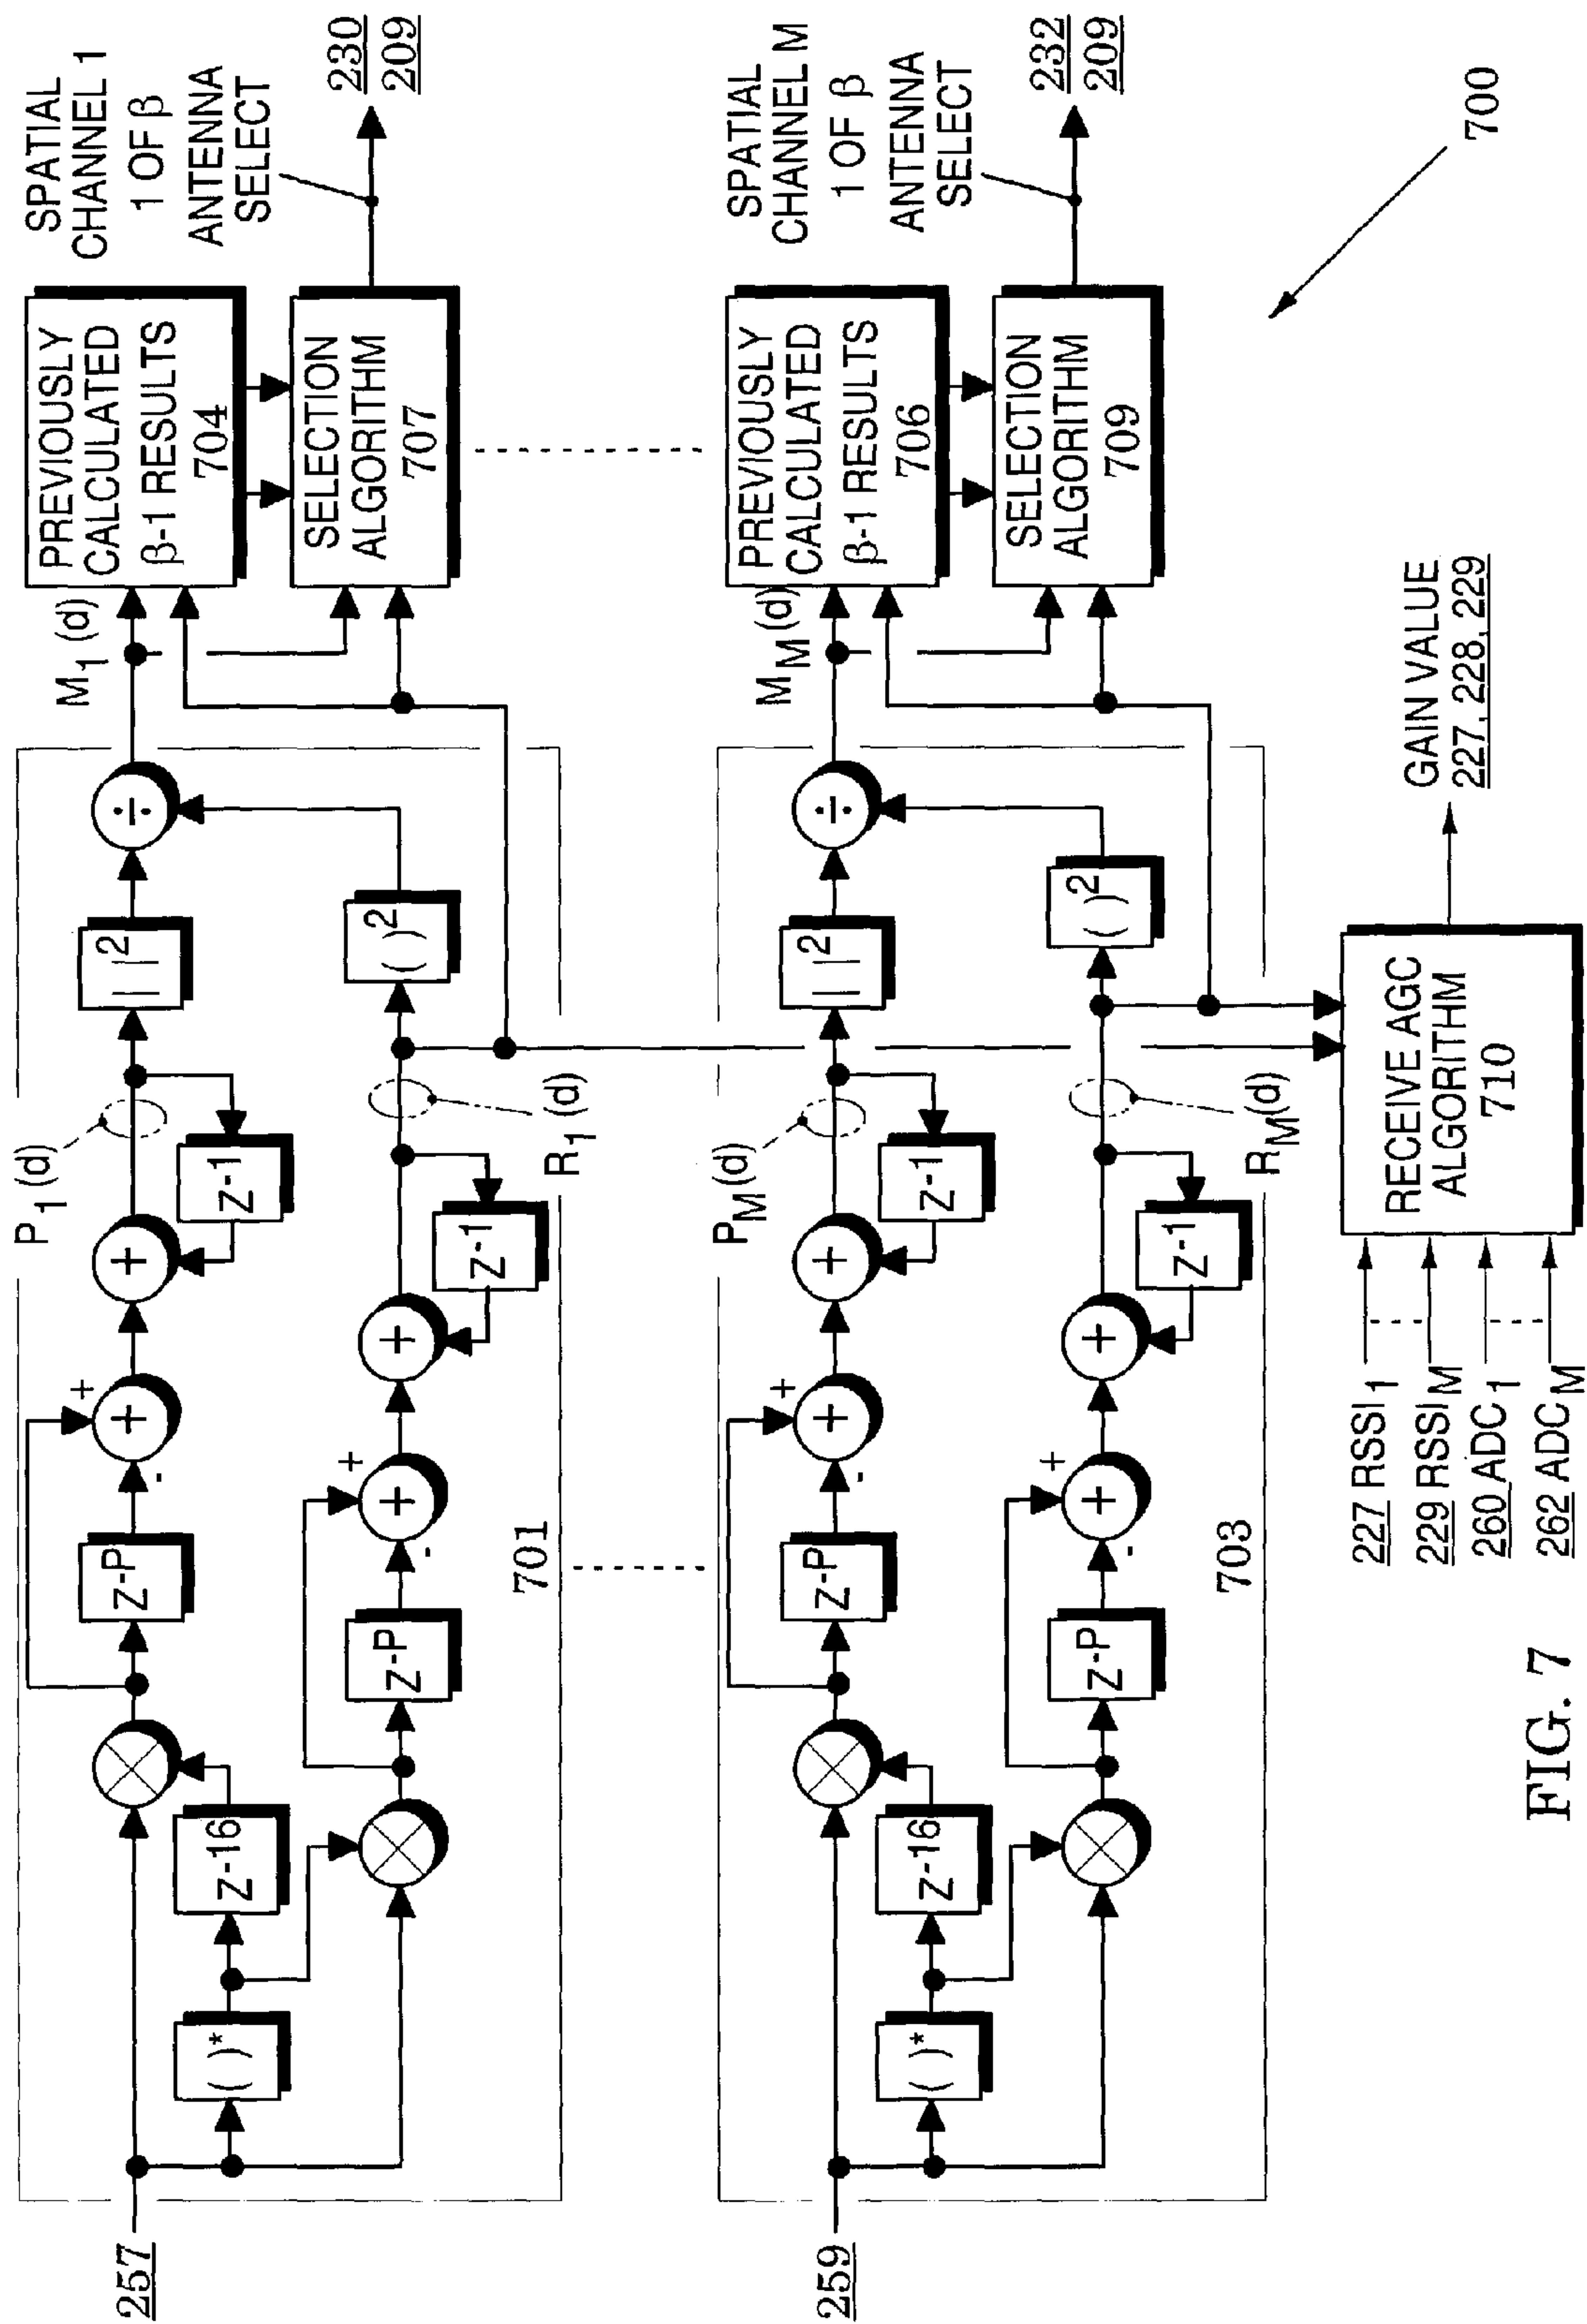 257
( )*
Z-16
Z-P
-
+
+
+
Z-1
P1(d)
| ||2
÷
M1(d)
Z-P
-
+
+
+
Z-1
R1(d)
( )2
701
PREVIOUSLY
CALCULATED
β-1 RESULTS
704
SELECTION
ALGORITHM
707
SPATIAL
CHANNEL 1
1 OF β
ANTENNA
SELECT
230
209
259
( )*
Z-16
Z-P
-
+
+
+
Z-1
PM(d)
| ||2
÷
MM(d)
Z-P
-
+
+
+
Z-1
RM(d)
( )2
703
PREVIOUSLY
CALCULATED
β-1 RESULTS
706
SELECTION
ALGORITHM
709
SPATIAL
CHANNEL M
1 OF β
ANTENNA
SELECT
232
209
227 RSSI1
229 RSSIM
260 ADC1
262 ADCM
RECEIVE AGC
ALGORITHM
710
GAIN VALUE
227, 228, 229
700
FIG. 7